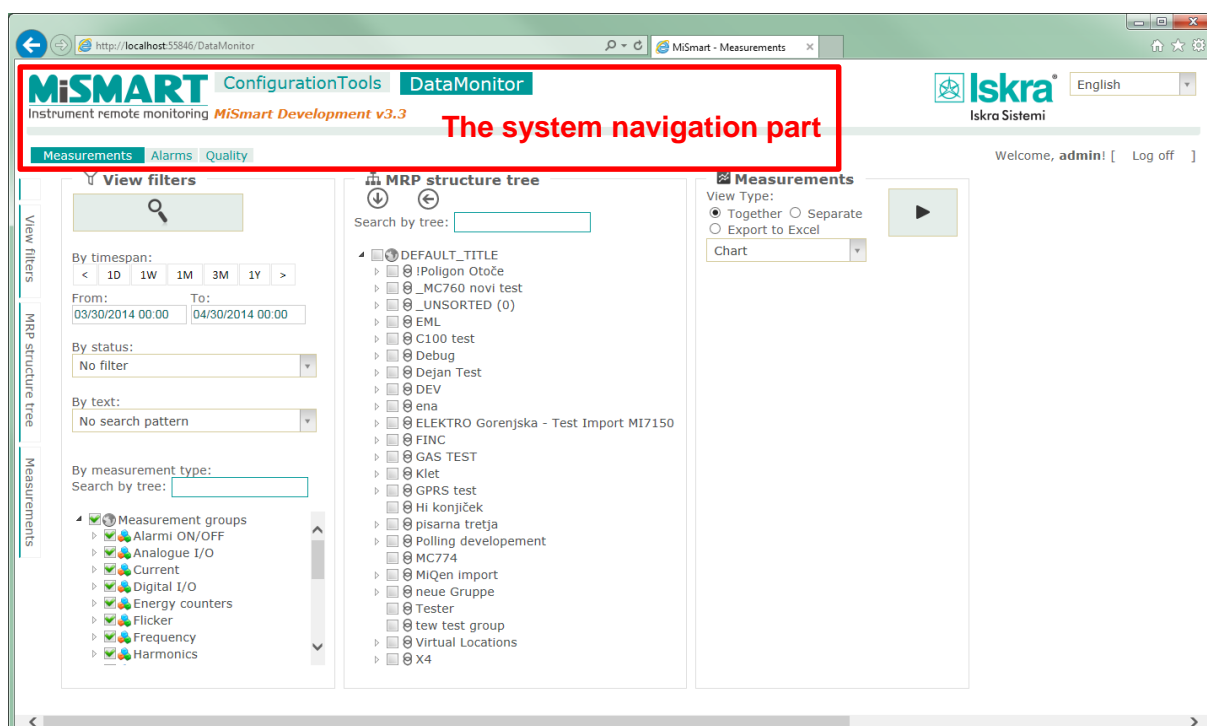 http://localhost:55846/DataMonitor
MiSmart - Measurements
MiSMART
ConfigurationTools
DataMonitor
Instrument remote monitoring MiSmart Development v3.3
The system navigation part
Iskra®
Iskra Sistemi
English
Measurements Alarms Quality
Welcome, admin! [ Log off ]
View filters
MRP structure tree
Measurements
View filters
By timespan:
< 1D 1W 1M 3M 1Y >
From: To:
03/30/2014 00:00 04/30/2014 00:00
By status:
No filter
By text:
No search pattern
By measurement type:
Search by tree:
Measurement groups
Alarmi ON/OFF
Analogue I/O
Current
Digital I/O
Energy counters
Flicker
Frequency
Harmonics
MRP structure tree
Search by tree:
DEFAULT_TITLE
!Poligon Otoče
_MC760 novi test
_UNSORTED (0)
EML
C100 test
Debug
Dejan Test
DEV
ena
ELEKTRO Gorenjska - Test Import MI7150
FINC
GAS TEST
Klet
GPRS test
Hi konjiček
pisarna tretja
Polling developement
MC774
MiQen import
neue Gruppe
Tester
tew test group
Virtual Locations
X4
Measurements
View Type:
Together Separate
Export to Excel
Chart